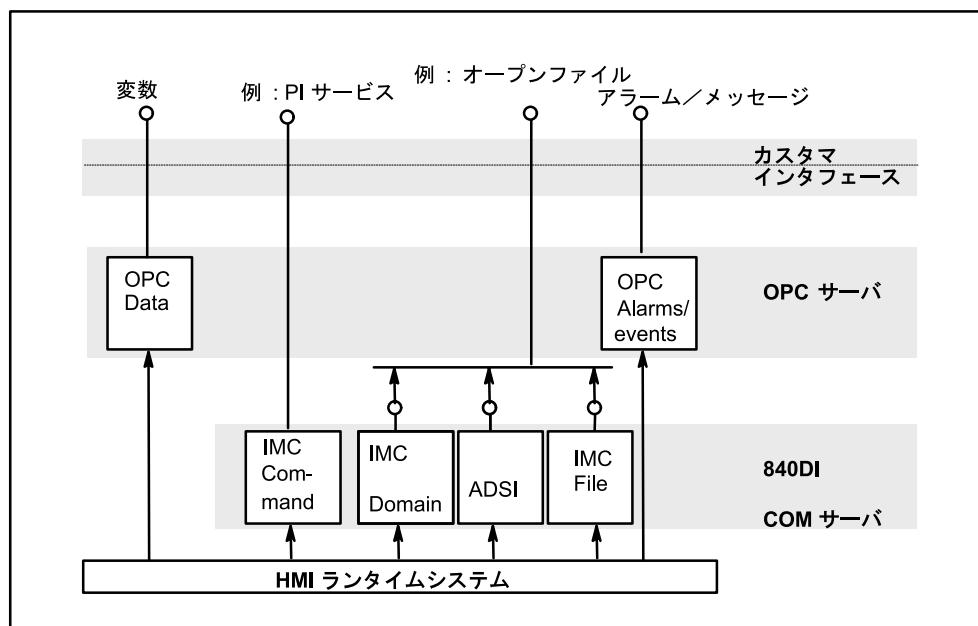 例 : オープンファイル
変数
例 : PI サービス
アラーム／メッセージ
カスタマ
インタフェース
OPC
Data
OPC
Alarms/
events
OPC サーバ
IMC
Com-
mand
IMC
Domain
ADSI
IMC
File
840DI
COM サーバ
HMI ランタイムシステム